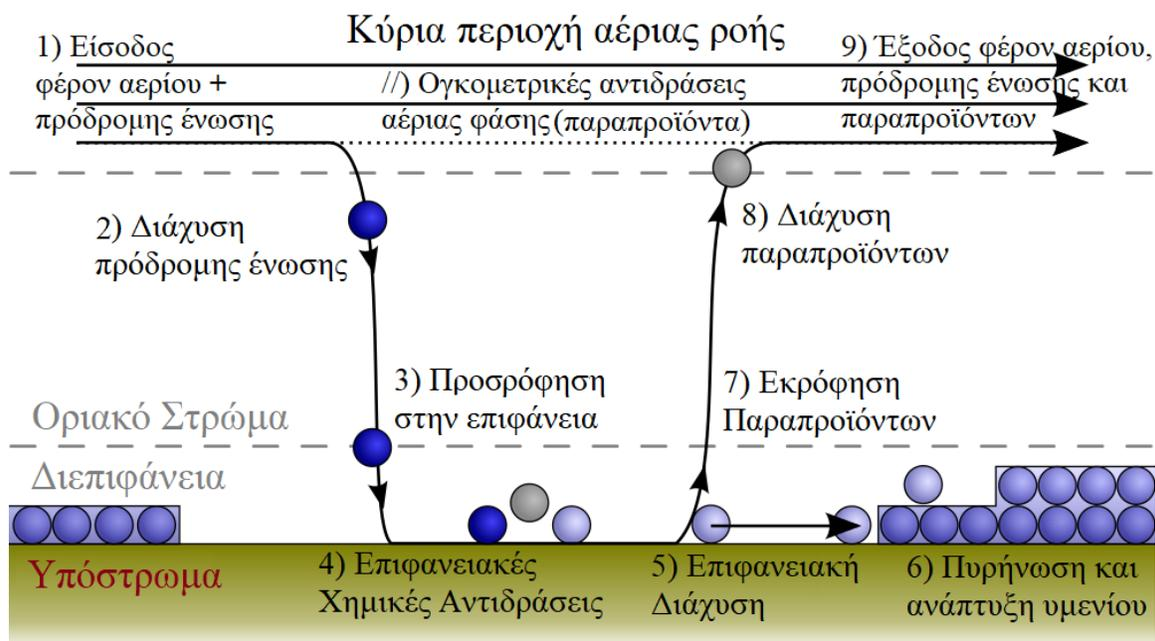 Κύρια περιοχή αέριας ροής
1) Είσοδος
φέρον αερίου +
πρόδρομης ένωσης
//) Ογκομετρικές αντιδράσεις
αέριας φάσης (παραπροϊόντα)
9) Έξοδος φέρον αερίου,
πρόδρομης ένωσης και
παραπροϊόντων
2) Διάχυση
πρόδρομης ένωσης
8) Διάχυση
παραπροϊόντων
3) Προσρόφηση
στην επιφάνεια
7) Εκρόφηση
Παραπροϊόντων
Οριακό Στρώμα
Διεπιφάνεια
Υπόστρωμα
4) Επιφανειακές
Χημικές Αντιδράσεις
5) Επιφανειακή
Διάχυση
6) Πυρήνωση και
ανάπτυξη υμενίου